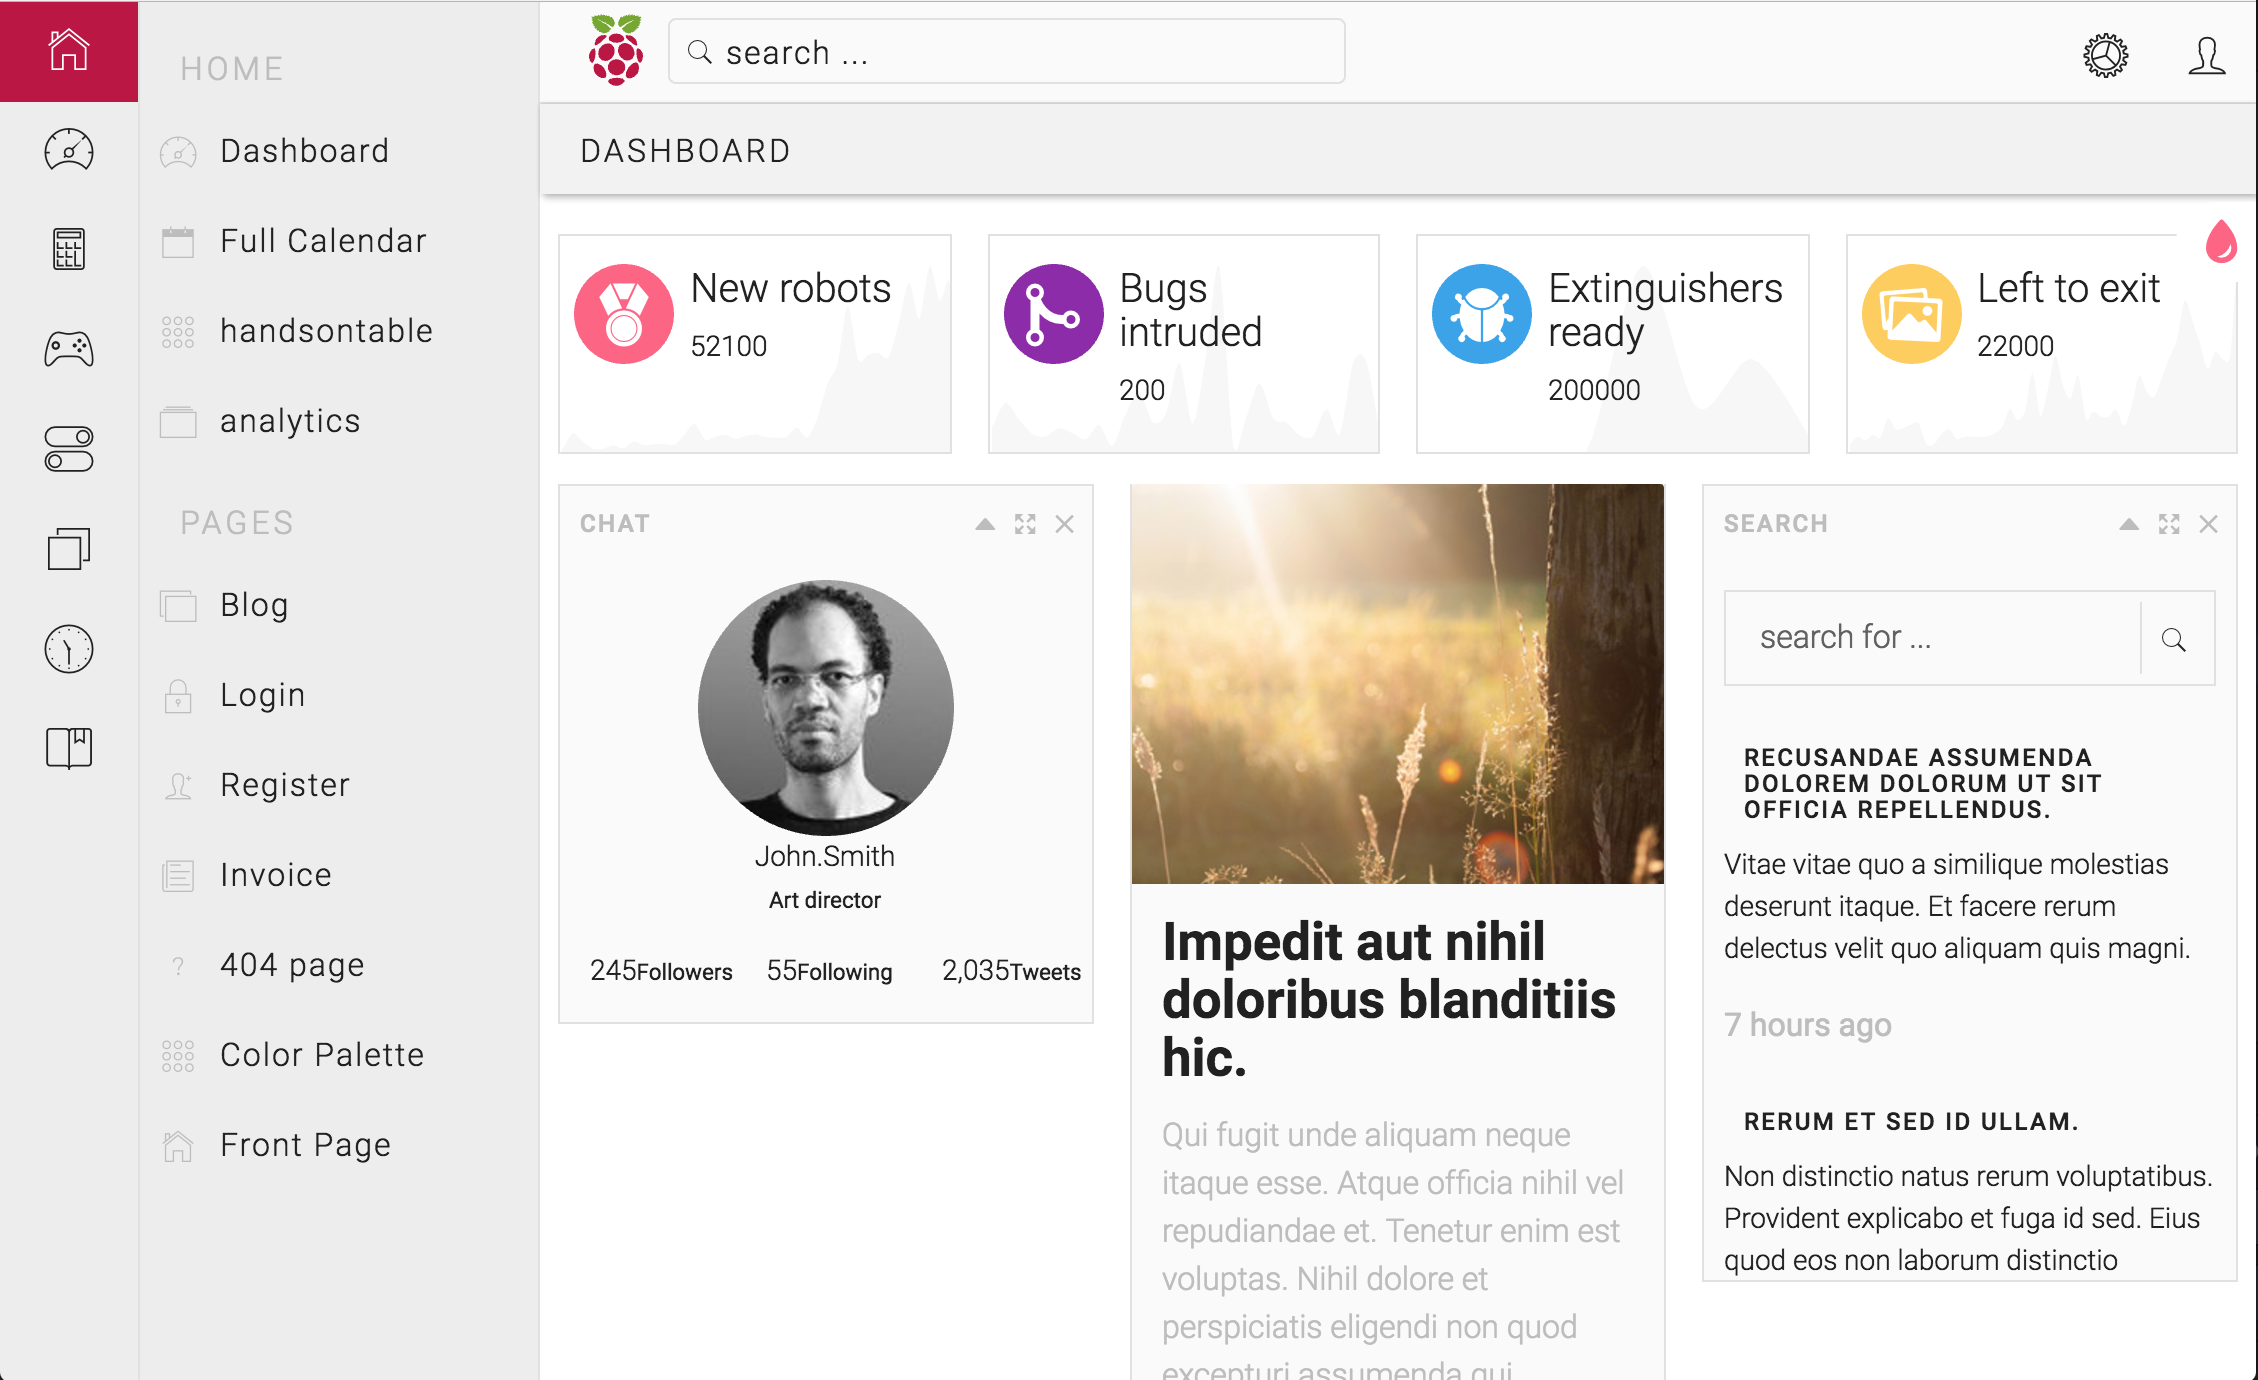 HOME
Dashboard
Full Calendar
handsontable
analytics
PAGES
Blog
Login
Register
Invoice
? 404 page
Color Palette
Front Page
search ...
DASHBOARD
New robots
52100
Bugs
intruded
200
Extinguishers
ready
200000
Left to exit
22000
CHAT
John.Smith
Art director
245Followers 55Following 2,035Tweets
Impedit aut nihil
doloribus blanditiis
hic.
Qui fugit unde aliquam neque
itaque esse. Atque officia nihil vel
repudiandae et. Tenetur enim est
voluptas. Nihil dolore et
perspiciatis eligendi non quod
excepturi assumenda qui
SEARCH
search for ...
RECUSANDAE ASSUMENDA
DOLOREM DOLORUM UT SIT
OFFICIA REPELLENDUS.
Vitae vitae quo a similique molestias
deserunt itaque. Et facere rerum
delectus velit quo aliquam quis magni.
7 hours ago
RERUM ET SED ID ULLAM.
Non distinctio natus rerum voluptatibus.
Provident explicabo et fuga id sed. Eius
quod eos non laborum distinctio